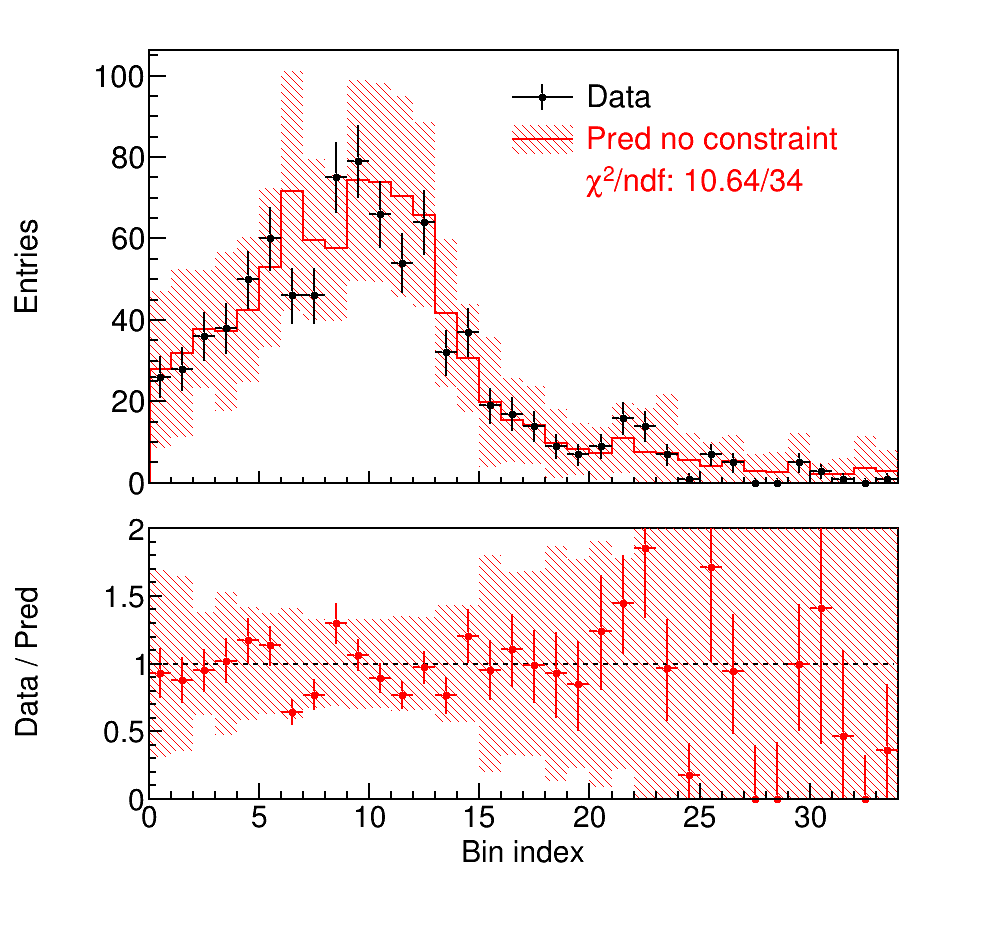 100
80
60
40
20
0
Entries
Data
Pred no constraint
χ²/ndf: 10.64/34
2
1.5
1
0.5
0
Data / Pred
0 5 10 15 20 25 30
Bin index